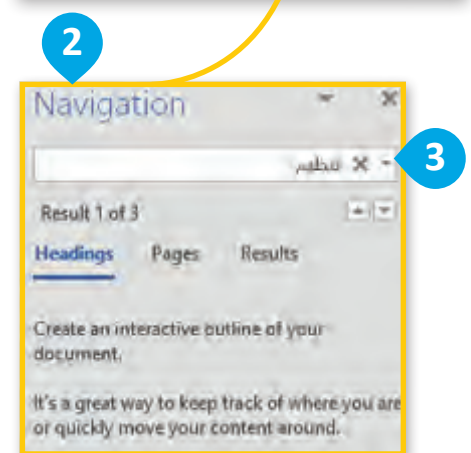 2
Navigation
تنظيم
3
Result 1 of 3
Headings Pages Results
Create an interactive outline of your
document.
It's a great way to keep track of where you are
or quickly move your content around.